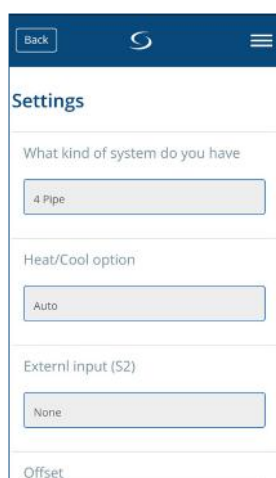 Back
Settings
What kind of system do you have
4 Pipe
Heat/Cool option
Auto
Externl input (S2)
None
Offset